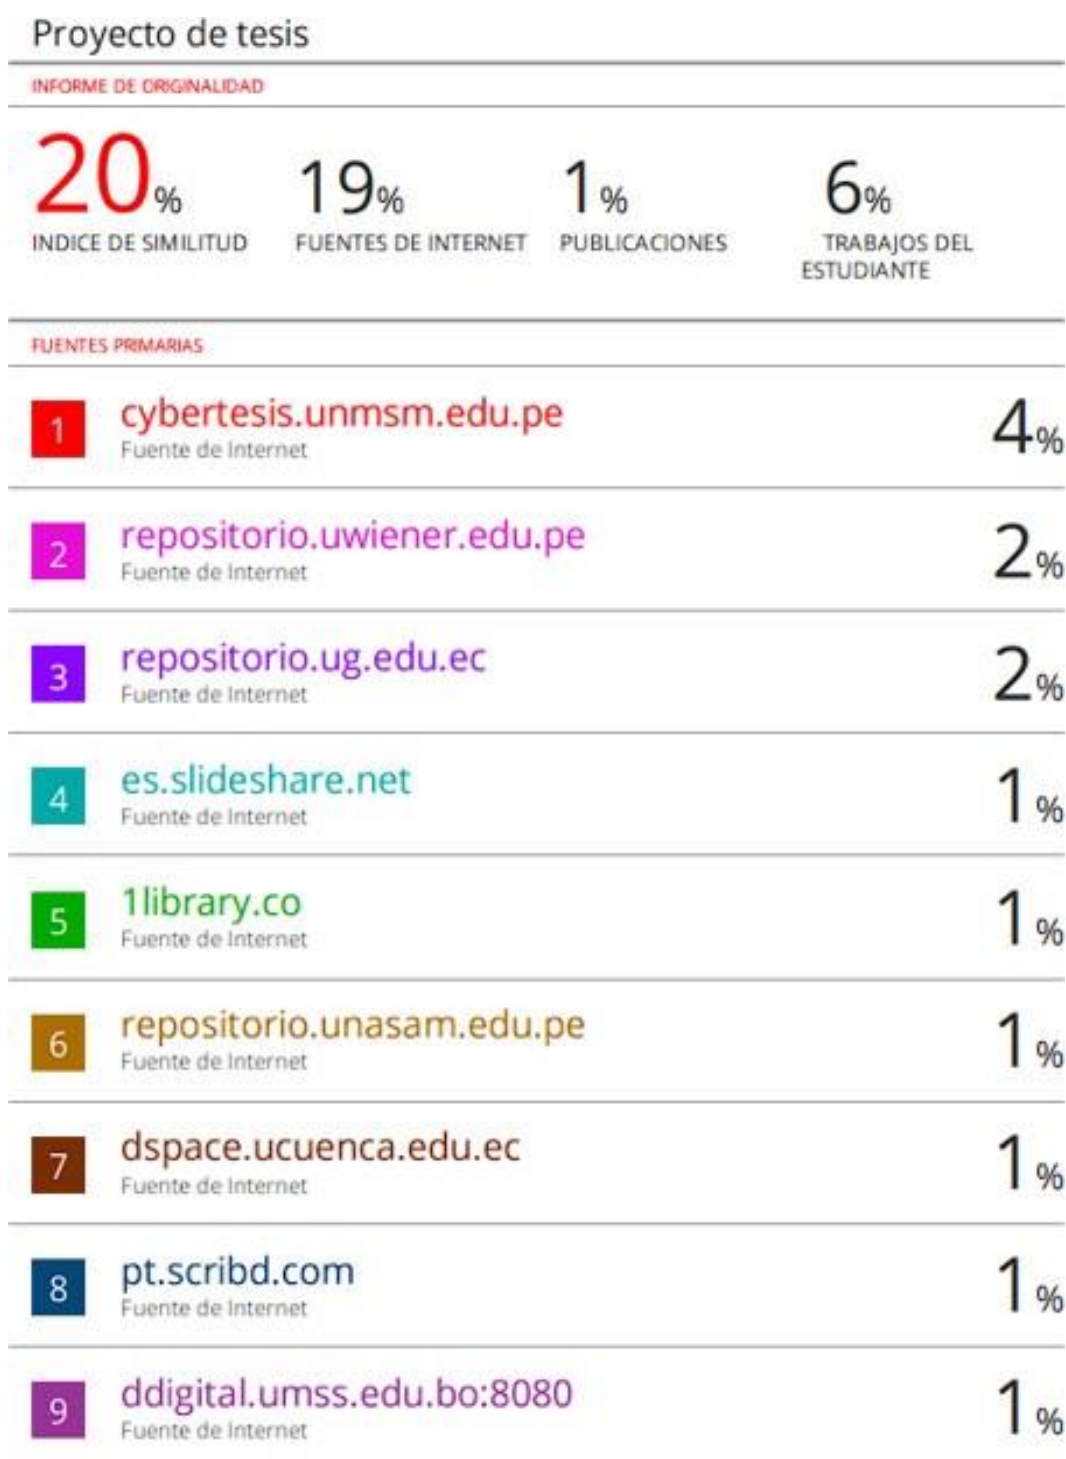 Proyecto de tesis
INFORME DE ORIGINALIDAD
20% 19% 1% 6%
INDICE DE SIMILITUD FUENTES DE INTERNET PUBLICACIONES TRABAJOS DEL
ESTUDIANTE
FUENTES PRIMARIAS
1 cybertesis.unmsm.edu.pe 4%
Fuente de Internet
2 repositorio.uwiener.edu.pe 2%
Fuente de Internet
3 repositorio.ug.edu.ec 2%
Fuente de Internet
4 es.slideshare.net 1%
Fuente de Internet
5 1library.co 1%
Fuente de Internet
6 repositorio.unasam.edu.pe 1%
Fuente de Internet
7 dspace.ucuenca.edu.ec 1%
Fuente de Internet
8 pt.scribd.com 1%
Fuente de Internet
9 ddigital.umss.edu.bo:8080 1%
Fuente de Internet